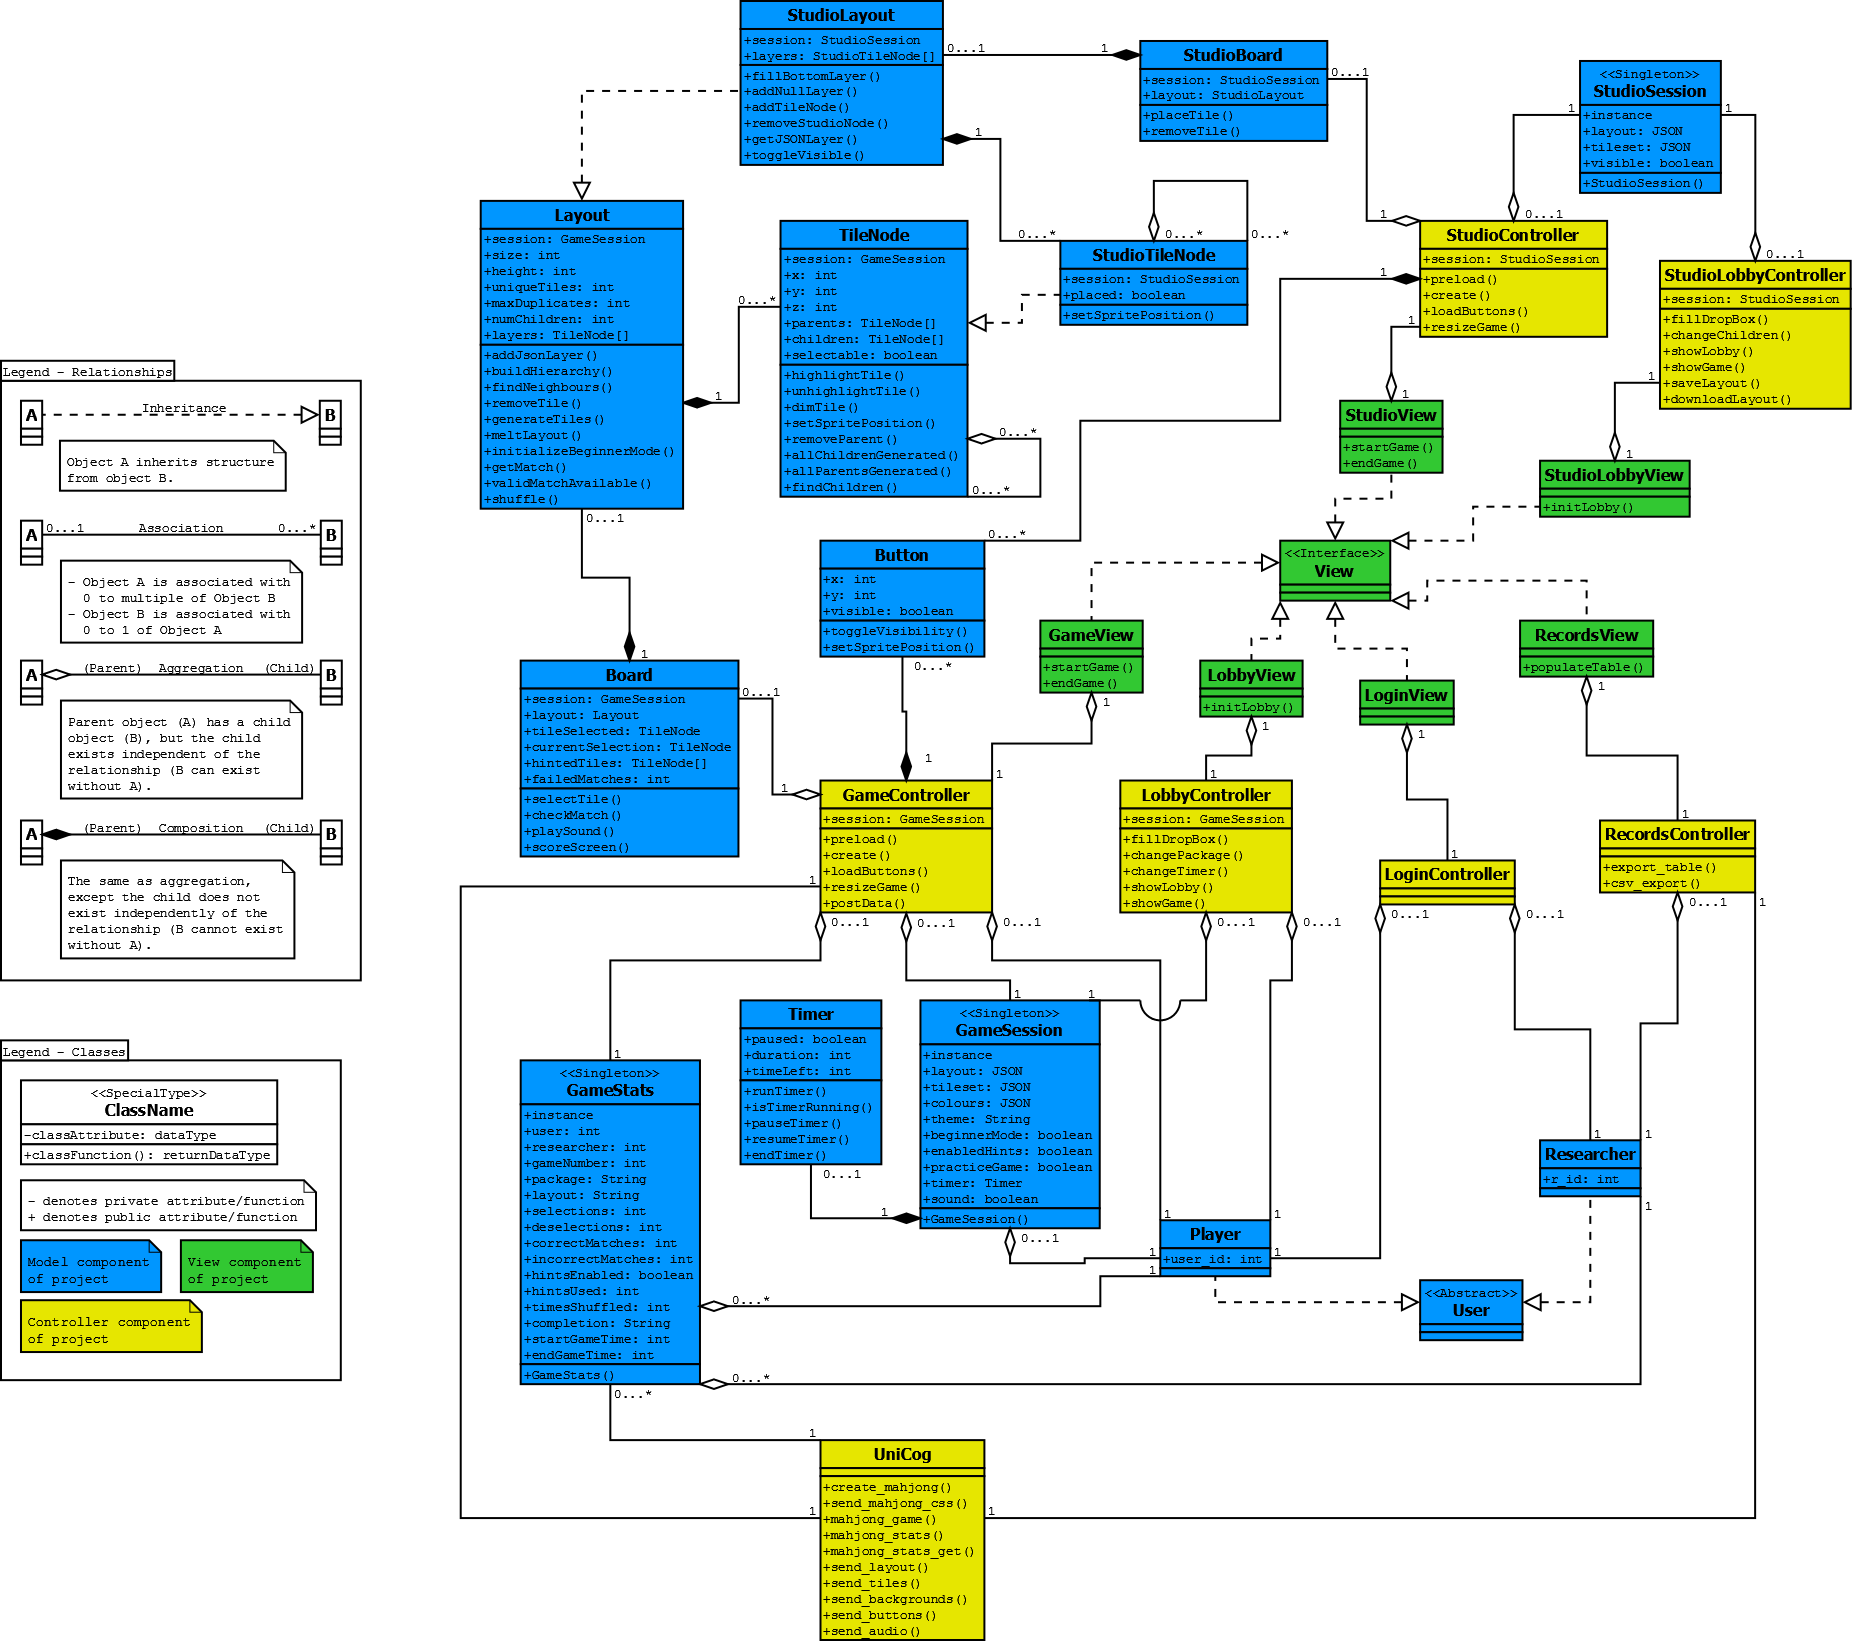 StudioLayout
+session: StudioSession
+layers: StudioTileNode[]
+fillBottomLayer()
+addNullLayer()
+addTileNode()
+removeStudioNode()
+getJSONLayer()
+toggleVisible()
0...1
1
1
StudioBoard
+session: StudioSession
+layout: StudioLayout
+placeTile()
+removeTile()
0...1
1
<<Singleton>>
StudioSession
+instance
+layout: JSON
+tileset: JSON
+visible: boolean
+StudioSession()
1
1
0...1
0...1
Layout
+session: GameSession
+size: int
+height: int
+uniqueTiles: int
+maxDuplicates: int
+numChildren: int
+layers: TileNode[]
+addJsonLayer()
+buildHierarchy()
+findNeighbours()
+removeTile()
+generateTiles()
+meltLayout()
+initializeBeginnerMode()
+getMatch()
+validMatchAvailable()
+shuffle()
0...1
1
0...*
TileNode
+session: GameSession
+x: int
+y: int
+z: int
+parents: TileNode[]
+children: TileNode[]
+selectable: boolean
+highlightTile()
+unhighlightTile()
+dimTile()
+setSpritePosition()
+removeParent()
+allChildrenGenerated()
+allParentsGenerated()
+findChildren()
0...*
0...*
0...*
0...*
0...*
StudioTileNode
+session: StudioSession
+placed: boolean
+setSpritePosition()
StudioController
+session: StudioSession
+preload()
+create()
+loadButtons()
+resizeGame()
1
1
StudioLobbyController
+session: StudioSession
+fillDropBox()
+changeChildren()
+showLobby()
+showGame()
+saveLayout()
+downloadLayout()
1
1
StudioView
+startGame()
+endGame()
1
StudioLobbyView
+initLobby()
Legend - Relationships
A
Inheritance
B
Object A inherits structure
from object B.
A
0...1
Association
0...*
B
- Object A is associated with
0 to multiple of Object B
- Object B is associated with
0 to 1 of Object A
A
(Parent)
Aggregation
(Child)
B
Parent object (A) has a child
object (B), but the child
exists independent of the
relationship (B can exist
without A).
A
(Parent)
Composition
(Child)
B
The same as aggregation,
except the child does not
exist independently of the
relationship (B cannot exist
without A).
Button
+x: int
+y: int
+visible: boolean
+toggleVisibility()
+setSpritePosition()
0...*
0...*
<<Interface>>
View
GameView
+startGame()
+endGame()
1
LobbyView
+initLobby()
1
LoginView
1
RecordsView
+populateTable()
1
1
Board
+session: GameSession
+layout: Layout
+tileSelected: TileNode
+currentSelection: TileNode
+hintedTiles: TileNode[]
+failedMatches: int
+selectTile()
+checkMatch()
+playSound()
+scoreScreen()
0...1
1
1
1
GameController
+session: GameSession
+preload()
+create()
+loadButtons()
+resizeGame()
+postData()
1
0...1
0...1
0...1
1
LobbyController
+session: GameSession
+fillDropBox()
+changePackage()
+changeTimer()
+showLobby()
+showGame()
0...1
0...1
1
LoginController
0...1
0...1
1
RecordsController
+export_table()
+csv_export()
0...1
1
Legend - Classes
<<SpecialType>>
ClassName
-classAttribute: dataType
+classFunction(): returnDataType
- denotes private attribute/function
+ denotes public attribute/function
Model component
of project
View component
of project
Controller component
of project
1
<<Singleton>>
GameStats
+instance
+user: int
+researcher: int
+gameNumber: int
+package: String
+layout: String
+selections: int
+deselections: int
+correctMatches: int
+incorrectMatches: int
+hintsEnabled: boolean
+hintsUsed: int
+timesShuffled: int
+completion: String
+startGameTime: int
+endGameTime: int
+GameStats()
0...*
0...*
0...*
Timer
+paused: boolean
+duration: int
+timeLeft: int
+runTimer()
+isTimerRunning()
+pauseTimer()
+resumeTimer()
+endTimer()
0...1
1
1
1
<<Singleton>>
GameSession
+instance
+layout: JSON
+tileset: JSON
+colours: JSON
+theme: String
+beginnerMode: boolean
+enabledHints: boolean
+practiceGame: boolean
+timer: Timer
+sound: boolean
+GameSession()
0...1
1
1
1
1
1
Player
+user_id: int
1
1
Researcher
+r_id: int
1
<<Abstract>>
User
1
1
1
UniCog
+create_mahjong()
+send_mahjong_css()
+mahjong_game()
+mahjong_stats()
+mahjong_stats_get()
+send_layout()
+send_tiles()
+send_backgrounds()
+send_buttons()
+send_audio()